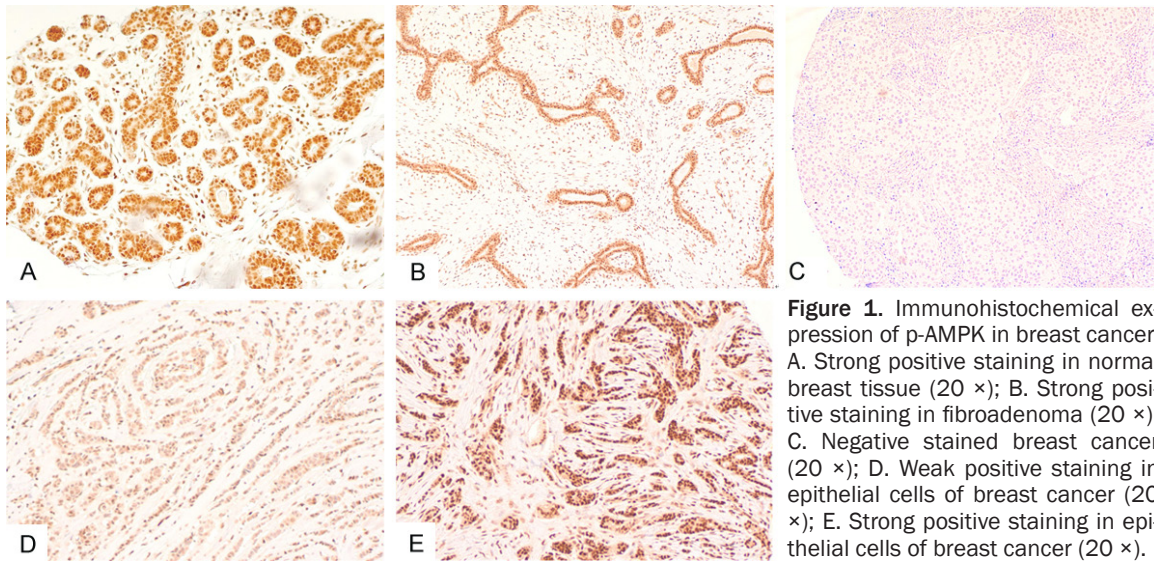 A
B
C
D
E
Figure 1. Immunohistochemical ex-
pression of p-AMPK in breast cancer
A. Strong positive staining in norma
breast tissue (20 ×); B. Strong posi-
tive staining in fibroadenoma (20 ×)
C. Negative stained breast cancer
(20 ×); D. Weak positive staining in
epithelial cells of breast cancer (20
×); E. Strong positive staining in epi-
thelial cells of breast cancer (20 ×).